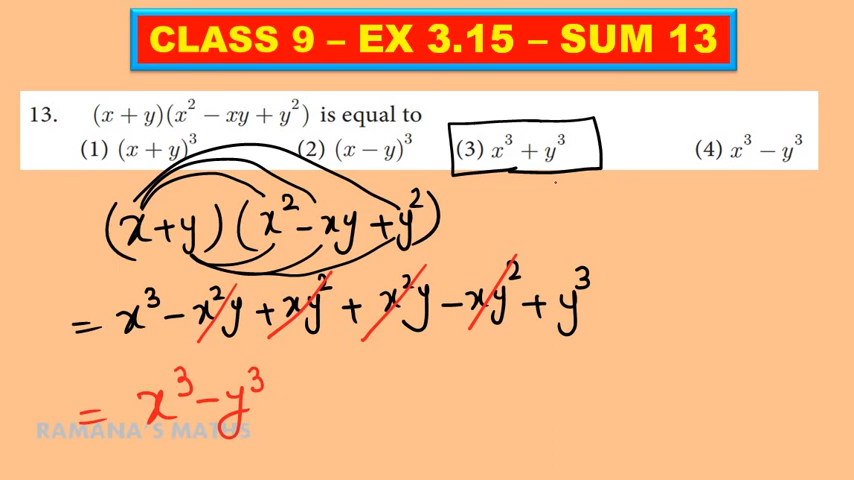 CLASS 9 – EX 3.15 – SUM 13
13. (x + y)(x² − xy + y²) is equal to
(1) (x + y)³ (2) (x − y)³ (3) x³ + y³ (4) x³ − y³
(x+y)(x²−xy+y²)
= x³ − x²y + xy² + x²y − xy² + y³
= x³ − y³
RAMANA'S MATHS